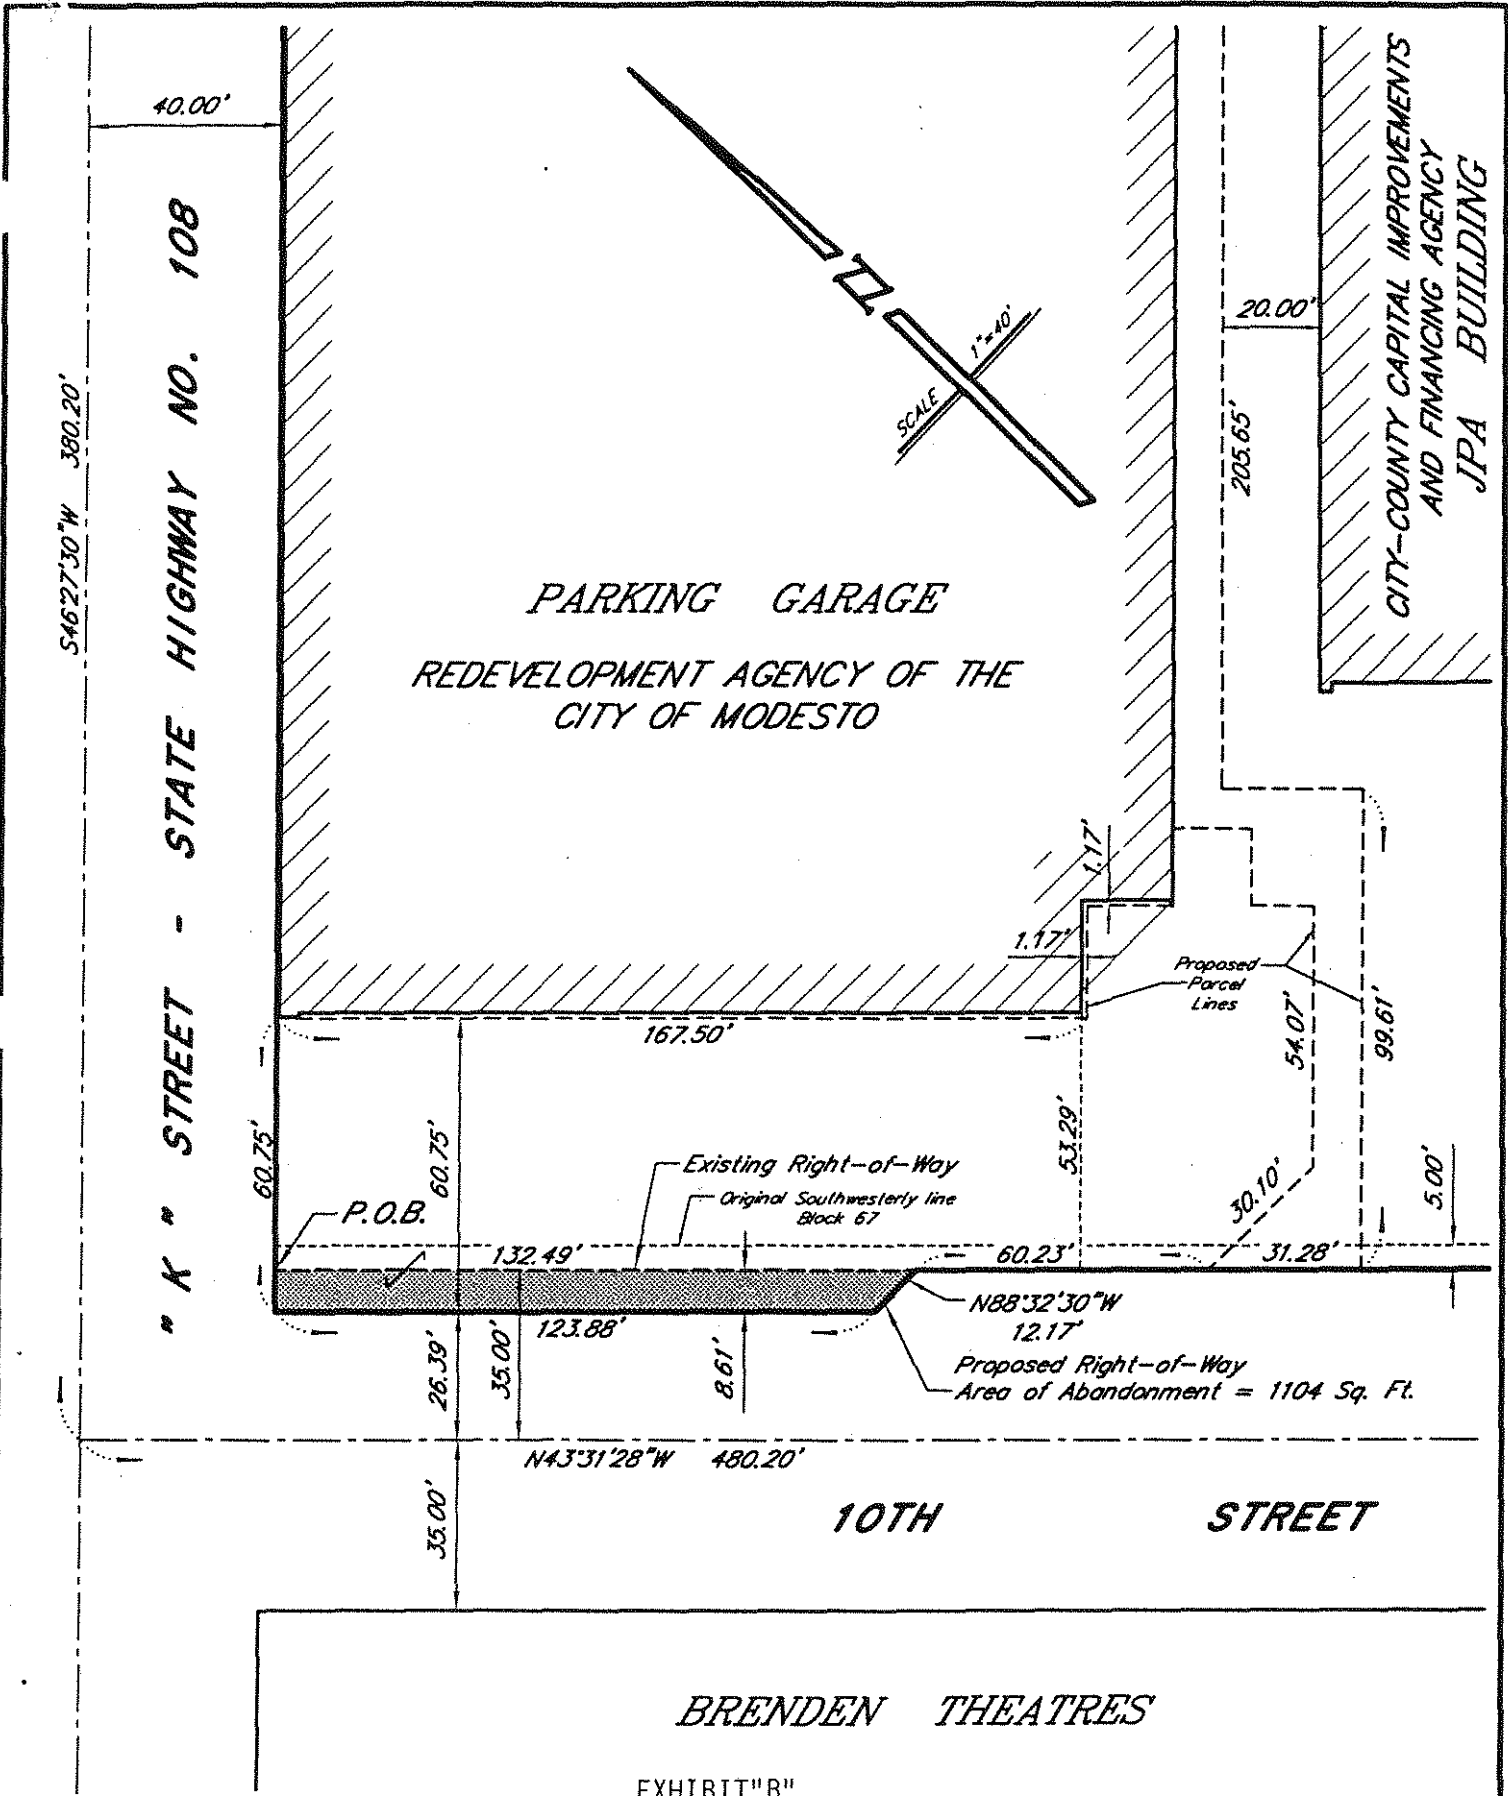 40.00'
"K" STREET - STATE HIGHWAY NO. 108
S46°27'30"W 380.20'
SCALE 1"=40'
PARKING GARAGE
REDEVELOPMENT AGENCY OF THE
CITY OF MODESTO
CITY-COUNTY CAPITAL IMPROVEMENTS
AND FINANCING AGENCY
JPA BUILDING
20.00'
205.65'
1.17'
1.17'
Proposed
Parcel
Lines
54.07'
99.61'
167.50'
60.75'
60.75'
53.29'
30.10'
5.00'
Existing Right-of-Way
Original Southwesterly line
Block 67
P.O.B.
132.49'
60.23'
31.28'
123.88'
26.39'
35.00'
8.61'
N88°32'30"W
12.17'
Proposed Right-of-Way
Area of Abandonment = 1104 Sq. Ft.
N43°31'28"W 480.20'
35.00'
10TH STREET
BRENDEN THEATRES
EXHIBIT"B"